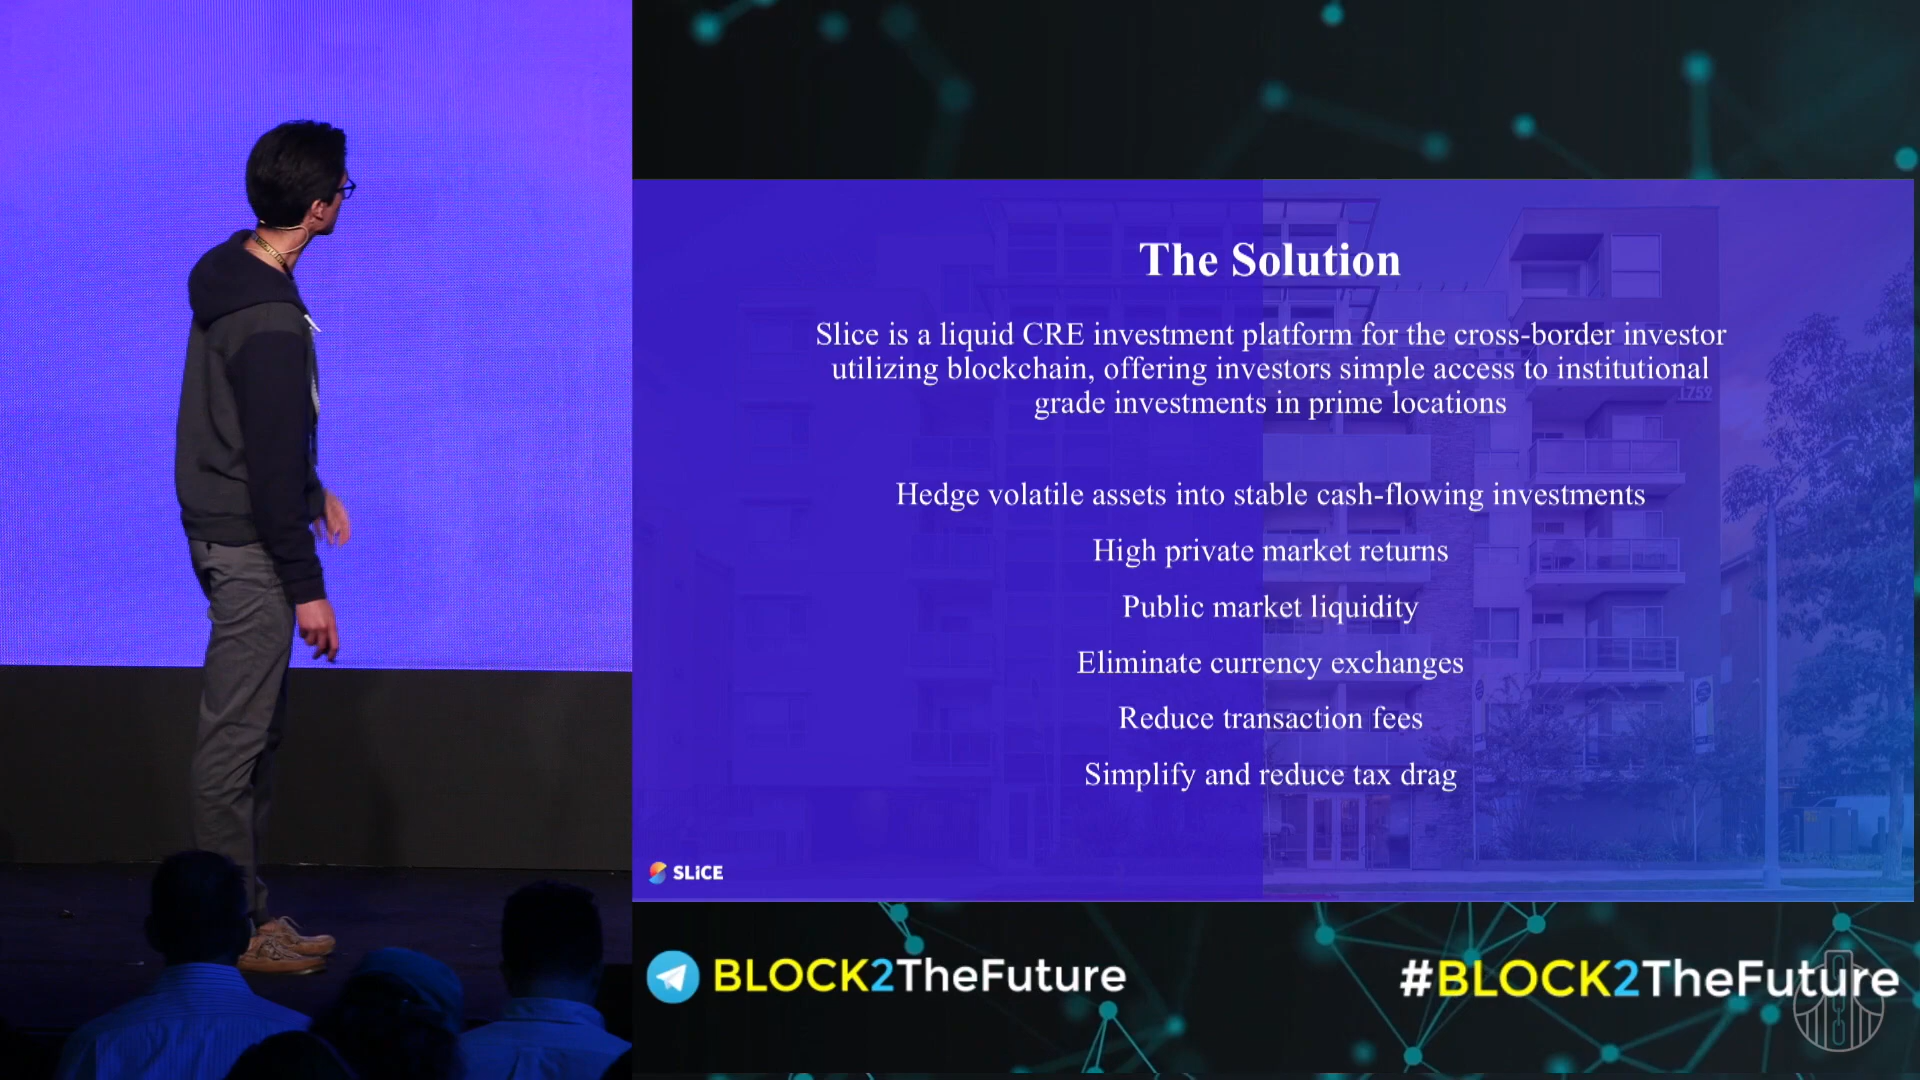 The Solution
Slice is a liquid CRE investment platform for the cross-border investor
utilizing blockchain, offering investors simple access to institutional
grade investments in prime locations
1759
Hedge volatile assets into stable cash-flowing investments
High private market returns
Public market liquidity
Eliminate currency exchanges
Reduce transaction fees
Simplify and reduce tax drag
SLiCE
BLOCK2TheFuture
#BLOCK2TheFuture